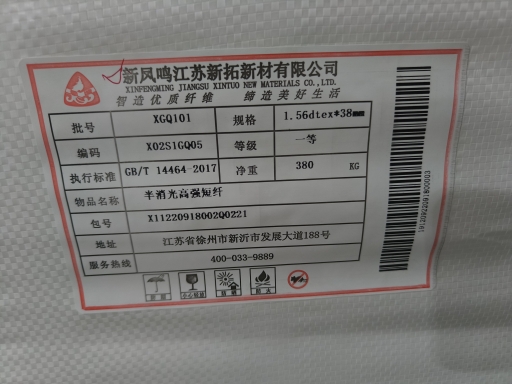 新凤鸣江苏新拓新材有限公司
XINFENGMING JIANGSU XINTUO NEW MATERIALS CO.,LTD.
智造优质纤维 缔造美好生活
批号 XGQ101 规格 1.56dtex*38mm
编码 X02S1GQ05 等级 一等
执行标准 GB/T 14464-2017 净重 380 KG
物品名称 半消光高强短纤
包号 X11220918002Q0221
地址 江苏省徐州市新沂市发展大道188号
服务热线 400-033-9889